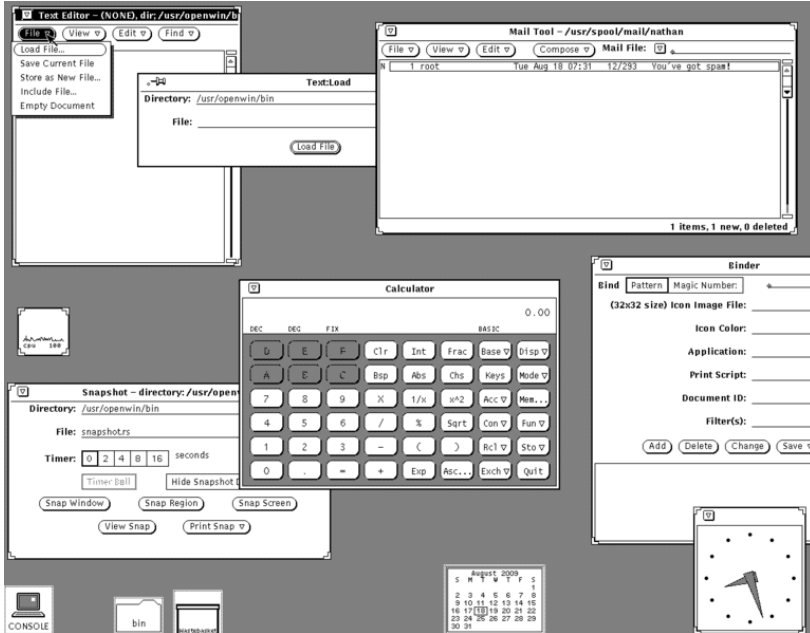 Text Editor – (NONE), dir; /usr/openwin/b
File View Edit Find
Load File...
Save Current File
Store as New File...
Include File...
Empty Document
Text:Load
Directory: /usr/openwin/bin
File:
Load File
Mail Tool – /usr/spool/mail/nathan
File View Edit Compose Mail File:
N 1 root Tue Aug 18 07:31 12/293 You've got spam!
1 items, 1 new, 0 deleted
Cpu 100
Calculator
0.00
DEC DEG FIX BASIC
D E F Clr Int Frac Base Disp
A B C Bsp Abs Chs Keys Mode
7 8 9 X 1/x x^2 Acc Mem...
4 5 6 / % Sqrt Con Fun
1 2 3 – ( ) Rcl Sto
0 . = + Exp Asc... Exch Quit
Binder
Bind Pattern Magic Number:
(32x32 size) Icon Image File:
Icon Color:
Application:
Print Script:
Document ID:
Filter(s):
Add Delete Change Save
Snapshot – directory: /usr/open
Directory: /usr/openwin/bin
File: snapshot.rs
Timer: 0 2 4 8 16 seconds
Timer Bell Hide Snapshot
Snap Window Snap Region Snap Screen
View Snap Print Snap
CONSOLE
bin
Wastebasket
August 2009
S M T W T F S
1
2 3 4 5 6 7 8
9 10 11 12 13 14 15
16 17 18 19 20 21 22
23 24 25 26 27 28 29
30 31